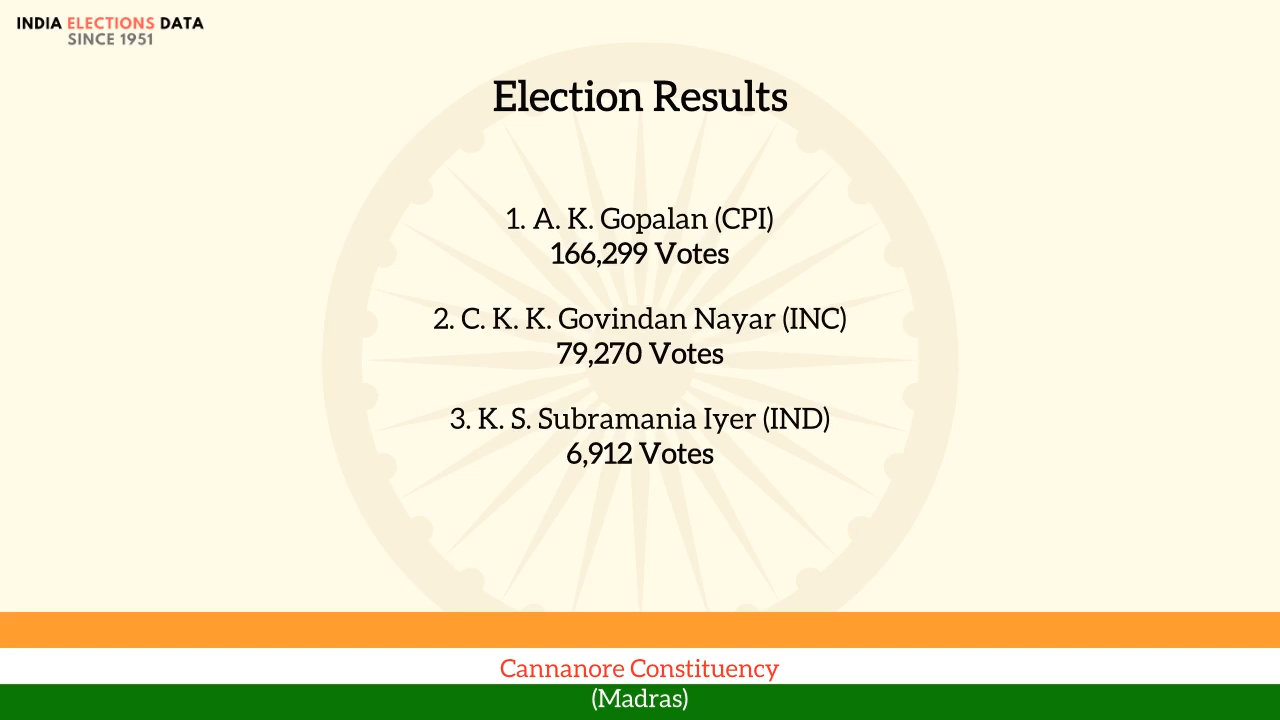 INDIA ELECTIONS DATA
SINCE 1951
Election Results
1. A. K. Gopalan (CPI)
166,299 Votes
2. C. K. K. Govindan Nayar (INC)
79,270 Votes
3. K. S. Subramania Iyer (IND)
6,912 Votes
Cannanore Constituency
(Madras)